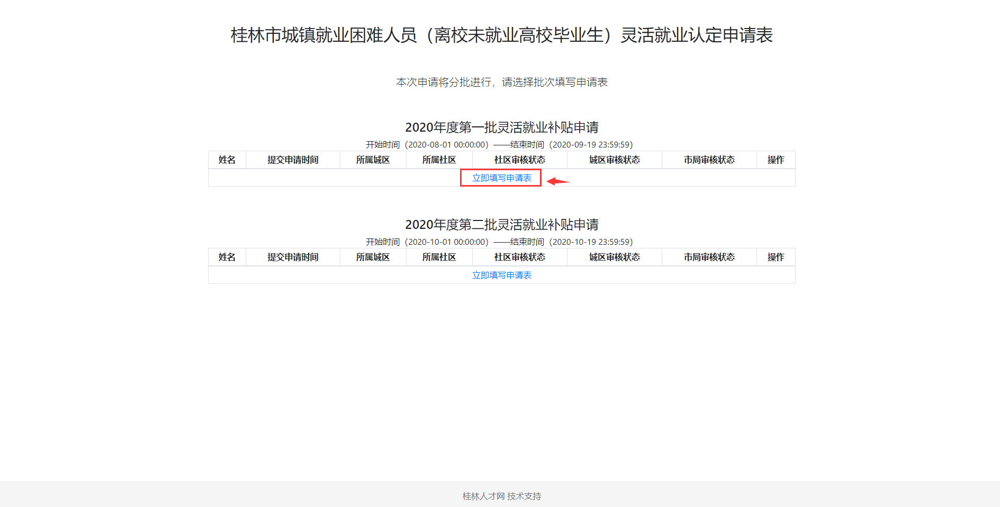 桂林市城镇就业困难人员（离校未就业高校毕业生）灵活就业认定申请表
本次申请将分批进行，请选择批次填写申请表
2020年度第一批灵活就业补贴申请
开始时间（2020-08-01 00:00:00）——结束时间（2020-09-19 23:59:59）
姓名 提交申请时间 所属城区 所属社区 社区审核状态 城区审核状态 市局审核状态 操作
立即填写申请表
2020年度第二批灵活就业补贴申请
开始时间（2020-10-01 00:00:00）——结束时间（2020-10-19 23:59:59）
姓名 提交申请时间 所属城区 所属社区 社区审核状态 城区审核状态 市局审核状态 操作
立即填写申请表
桂林人才网 技术支持